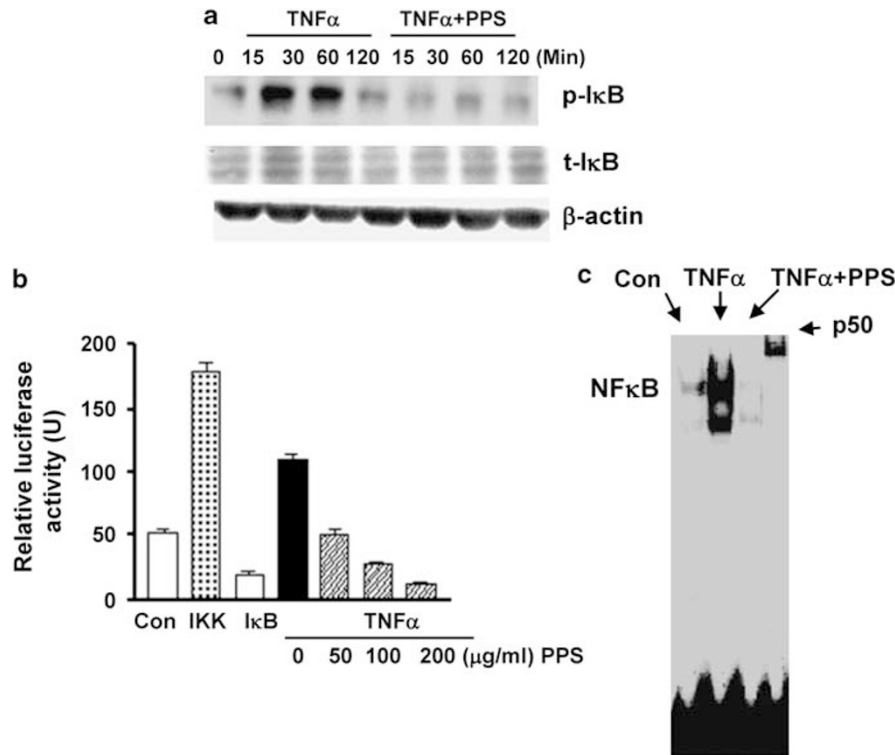 a
TNFα TNFα+PPS
0 15 30 60 120 15 30 60 120 (Min)
p-IκB
t-IκB
β-actin
b
200
150
100
50
0
Relative luciferase
activity (U)
Con IKK IκB TNFα
0 50 100 200 (μg/ml) PPS
c
Con TNFα TNFα+PPS
p50
NFκB